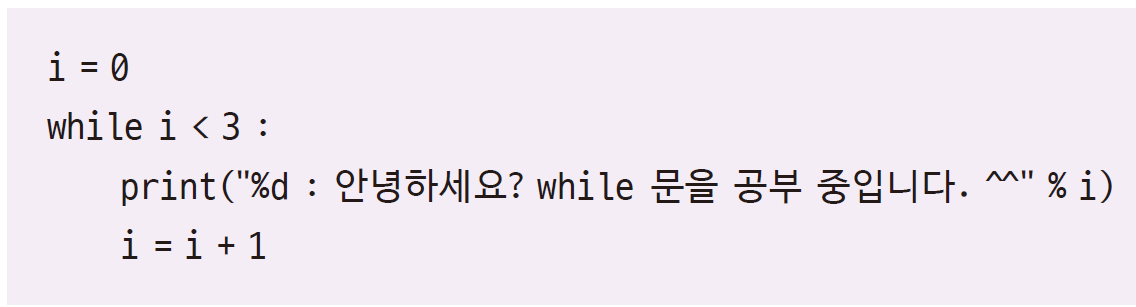 i = 0
while i < 3 :
print("%d : 안녕하세요? while 문을 공부 중입니다. ^^" % i)
i = i + 1